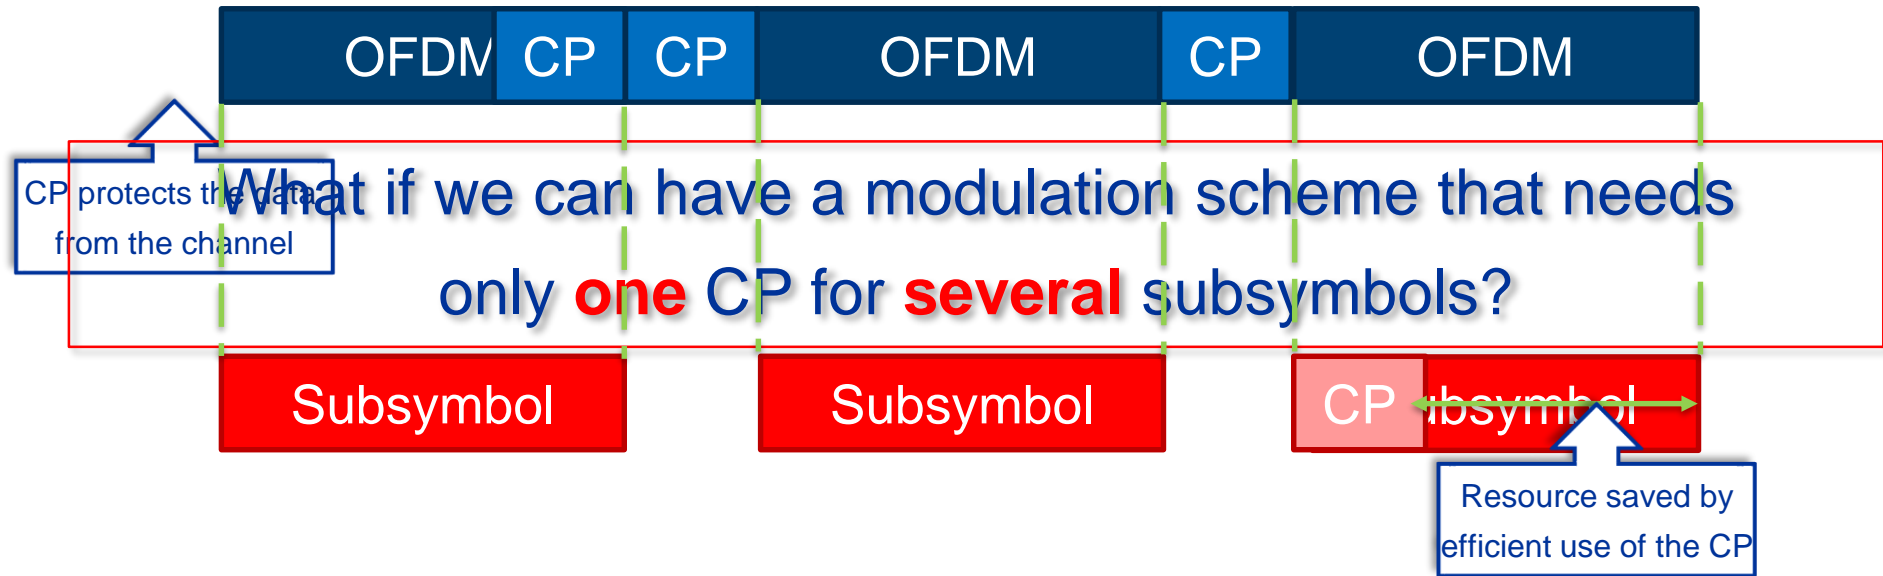 OFDM CP CP OFDM CP OFDM
CP protects the data
from the channel
What if we can have a modulation scheme that needs
only one CP for several subsymbols?
Subsymbol Subsymbol CP ubsymbol
Resource saved by
efficient use of the CP